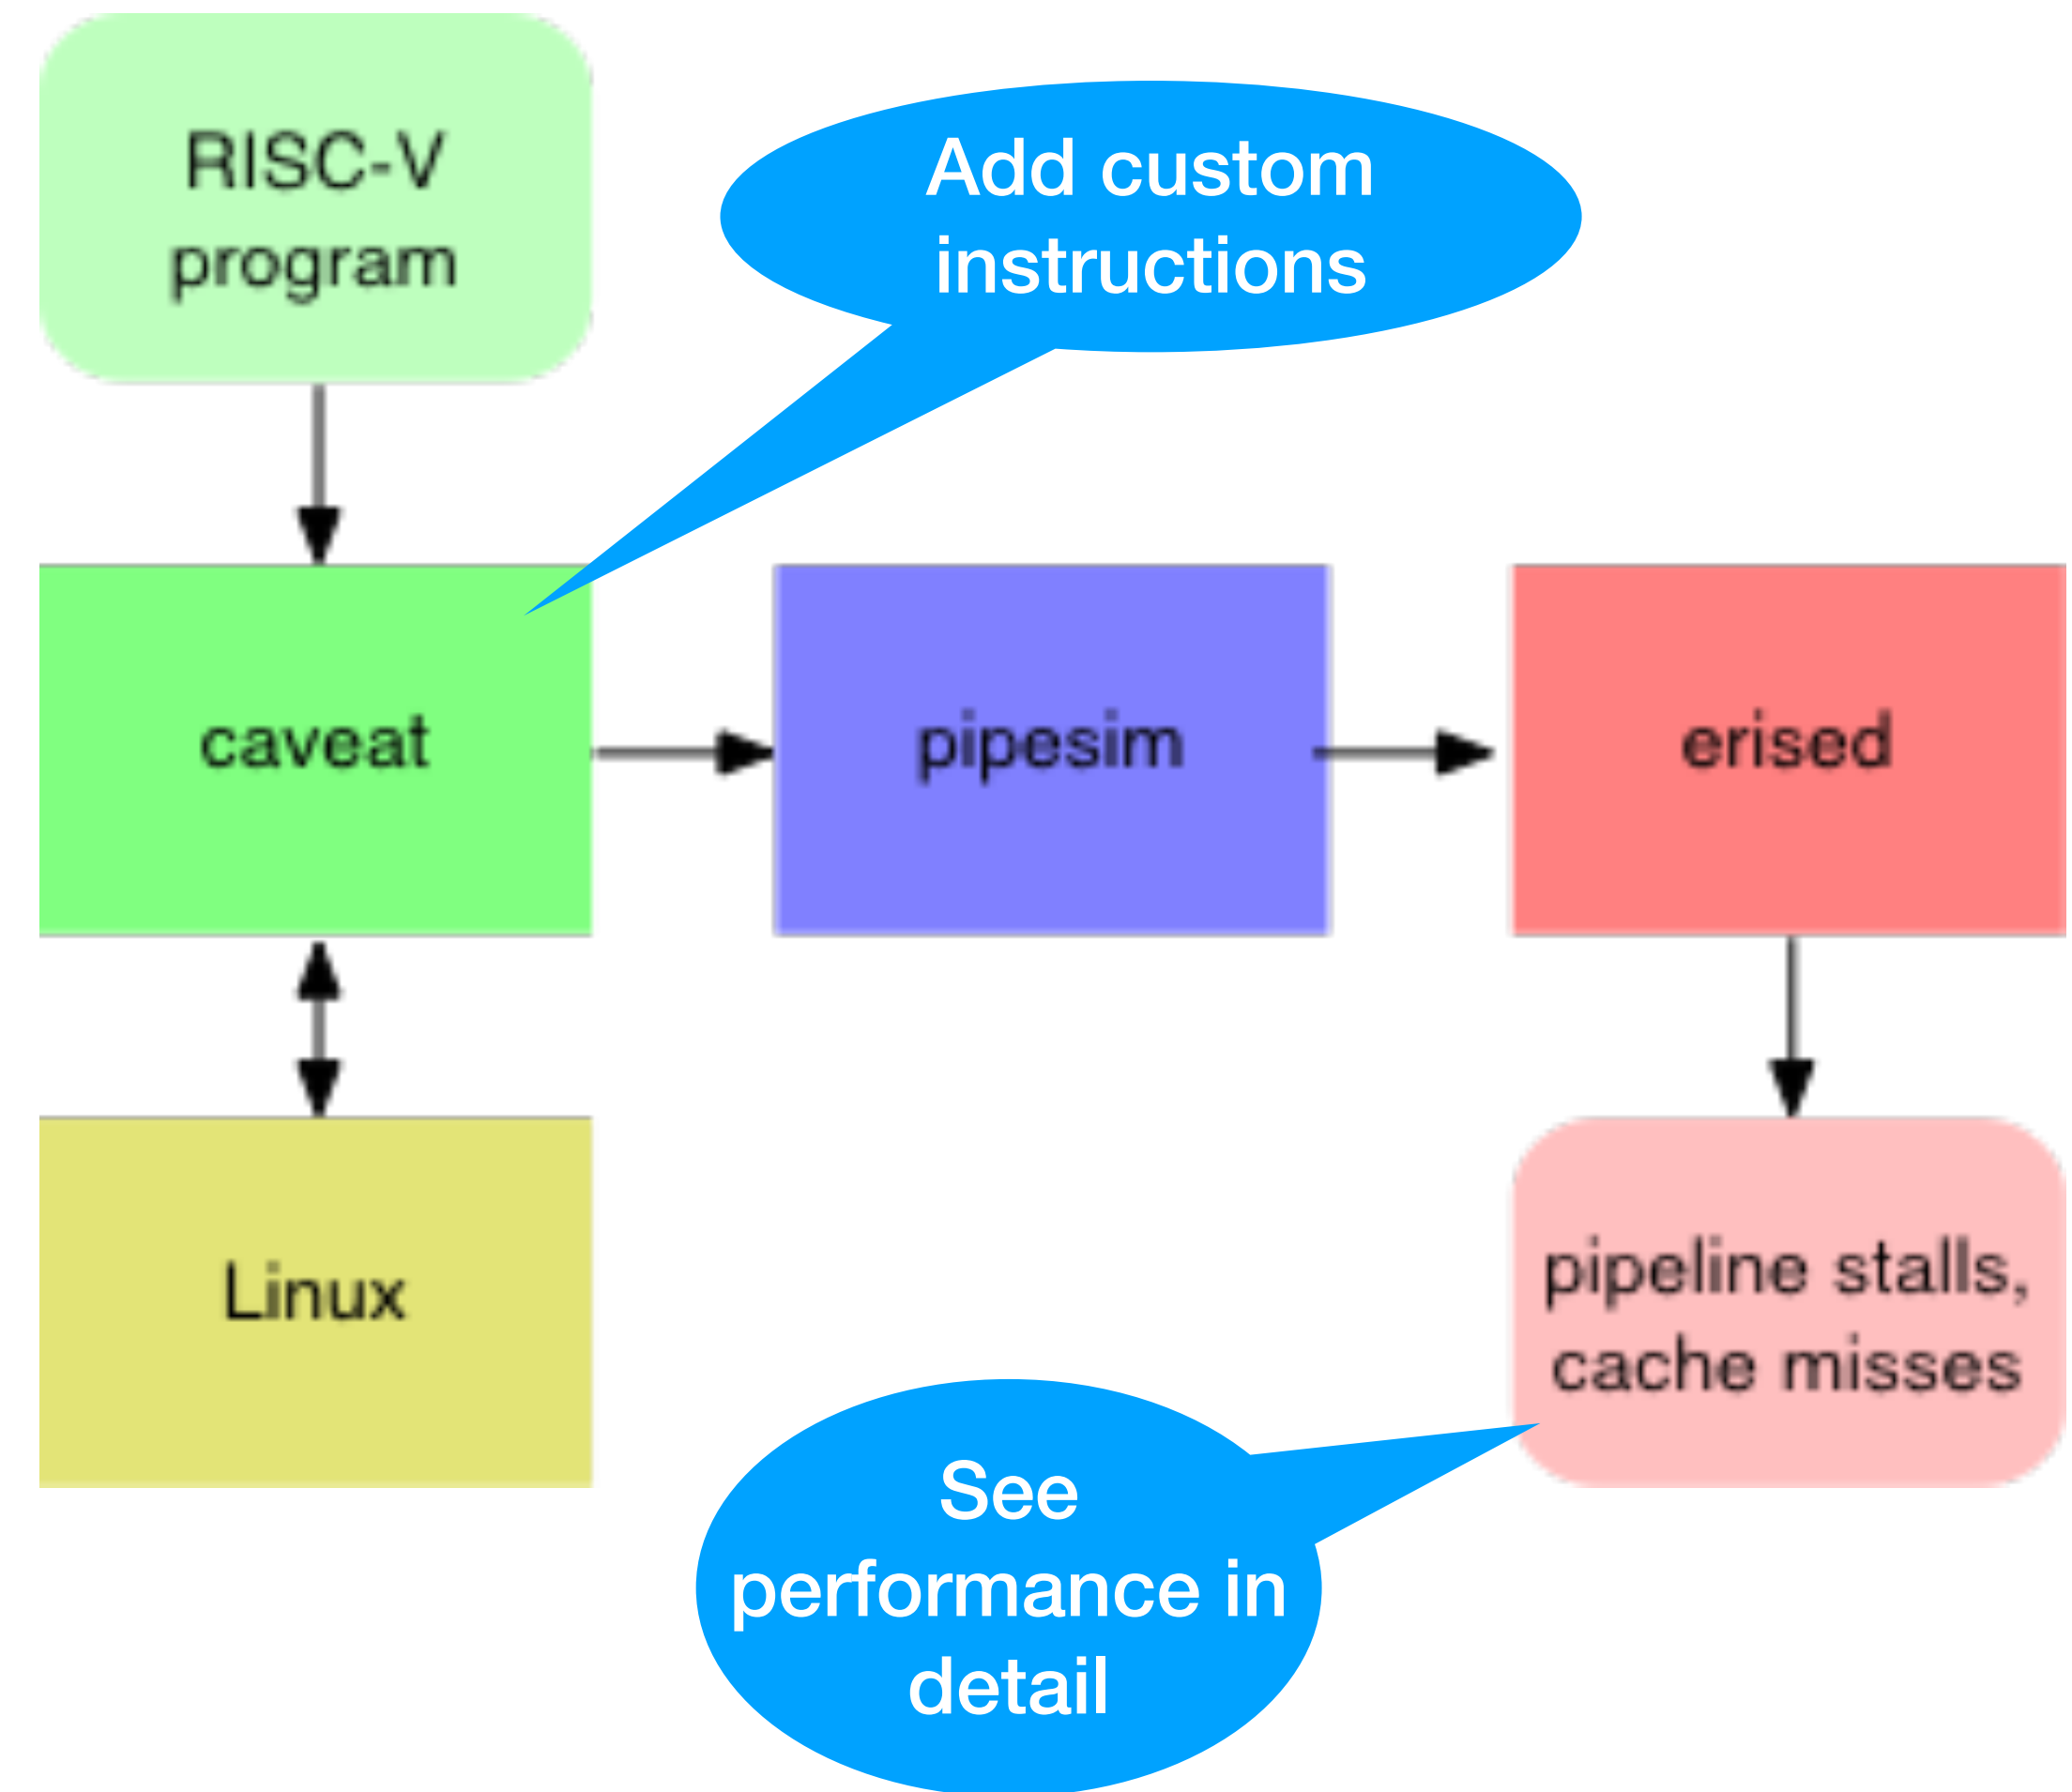 RISC-V
program
Add custom
instructions
caveat
pipesim
erised
Linux
pipeline stalls,
cache misses
See
performance in
detail